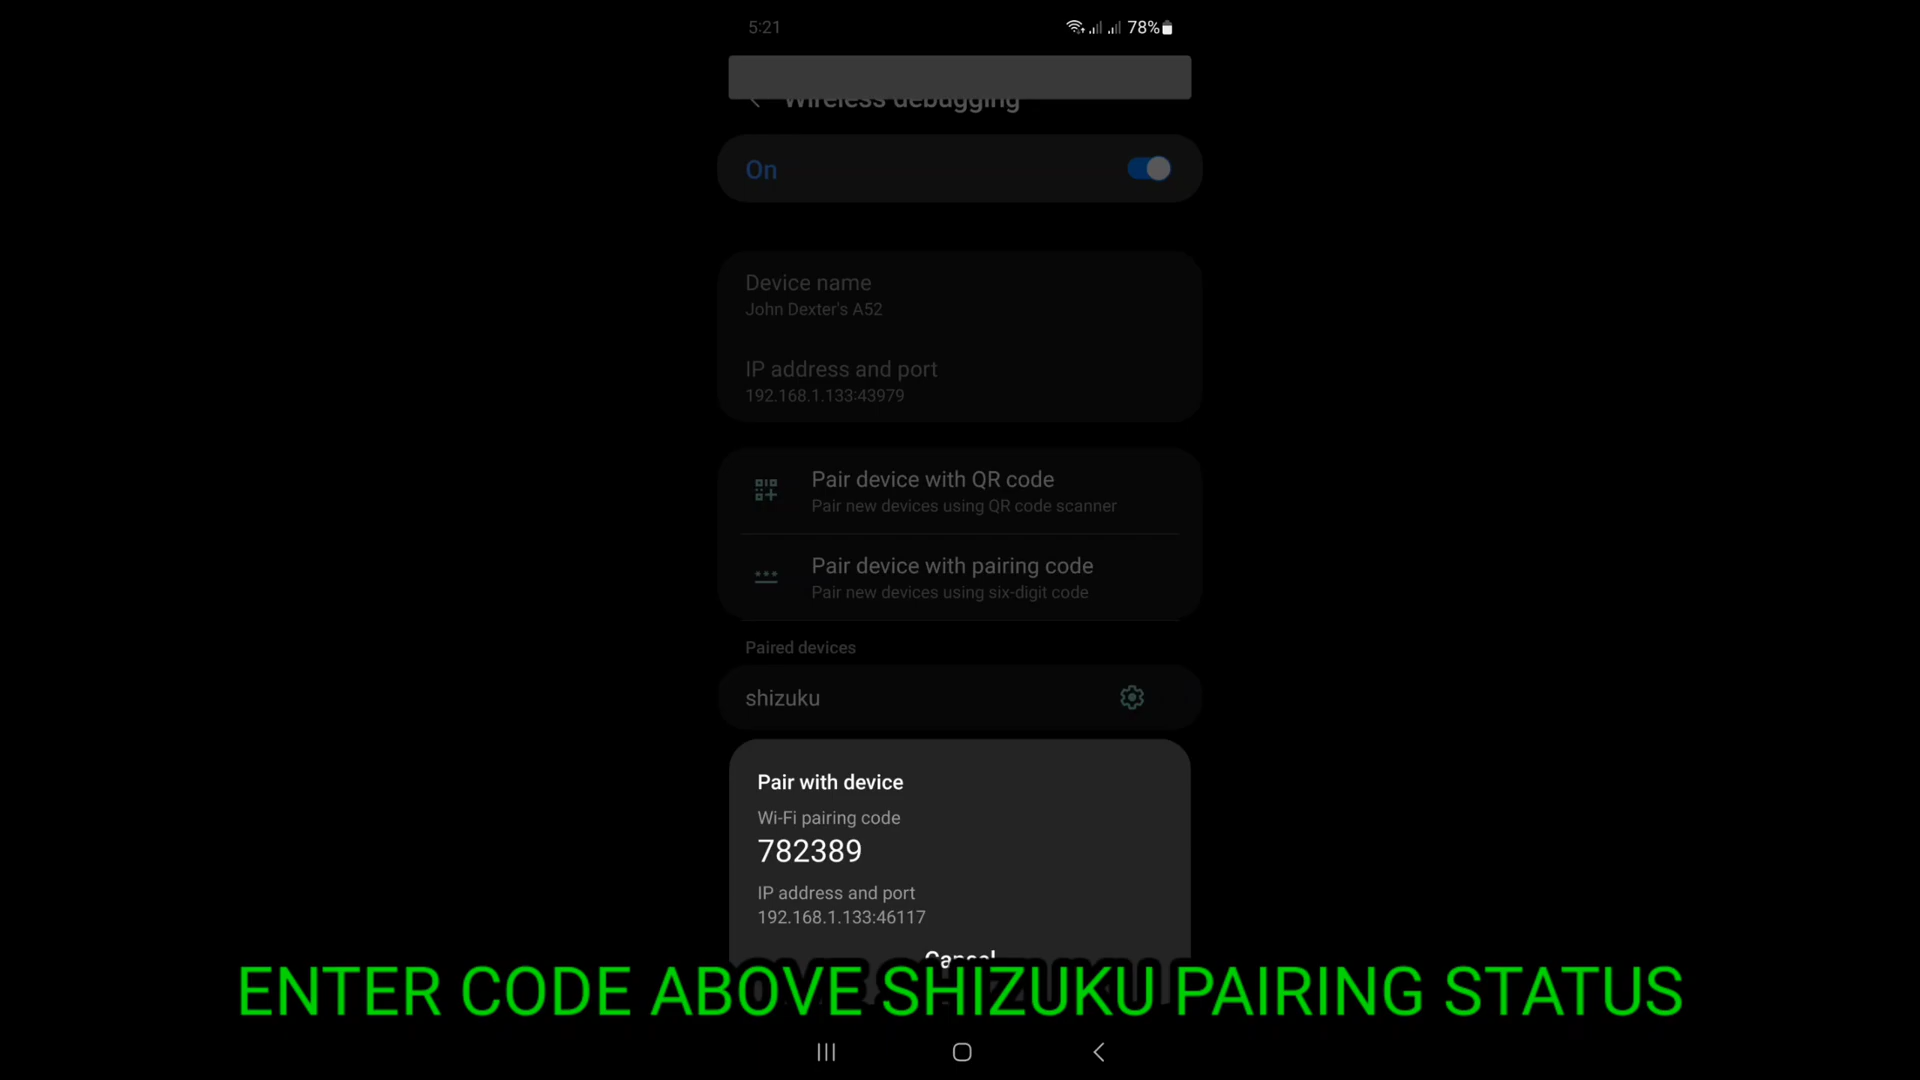 5:21
78%
Wireless debugging
On
Device name
John Dexter's A52
IP address and port
192.168.1.133:43979
Pair device with QR code
Pair new devices using QR code scanner
Pair device with pairing code
Pair new devices using six-digit code
Paired devices
shizuku
Pair with device
Wi-Fi pairing code
782389
IP address and port
192.168.1.133:46117
Cancel
ENTER CODE ABOVE SHIZUKU PAIRING STATUS